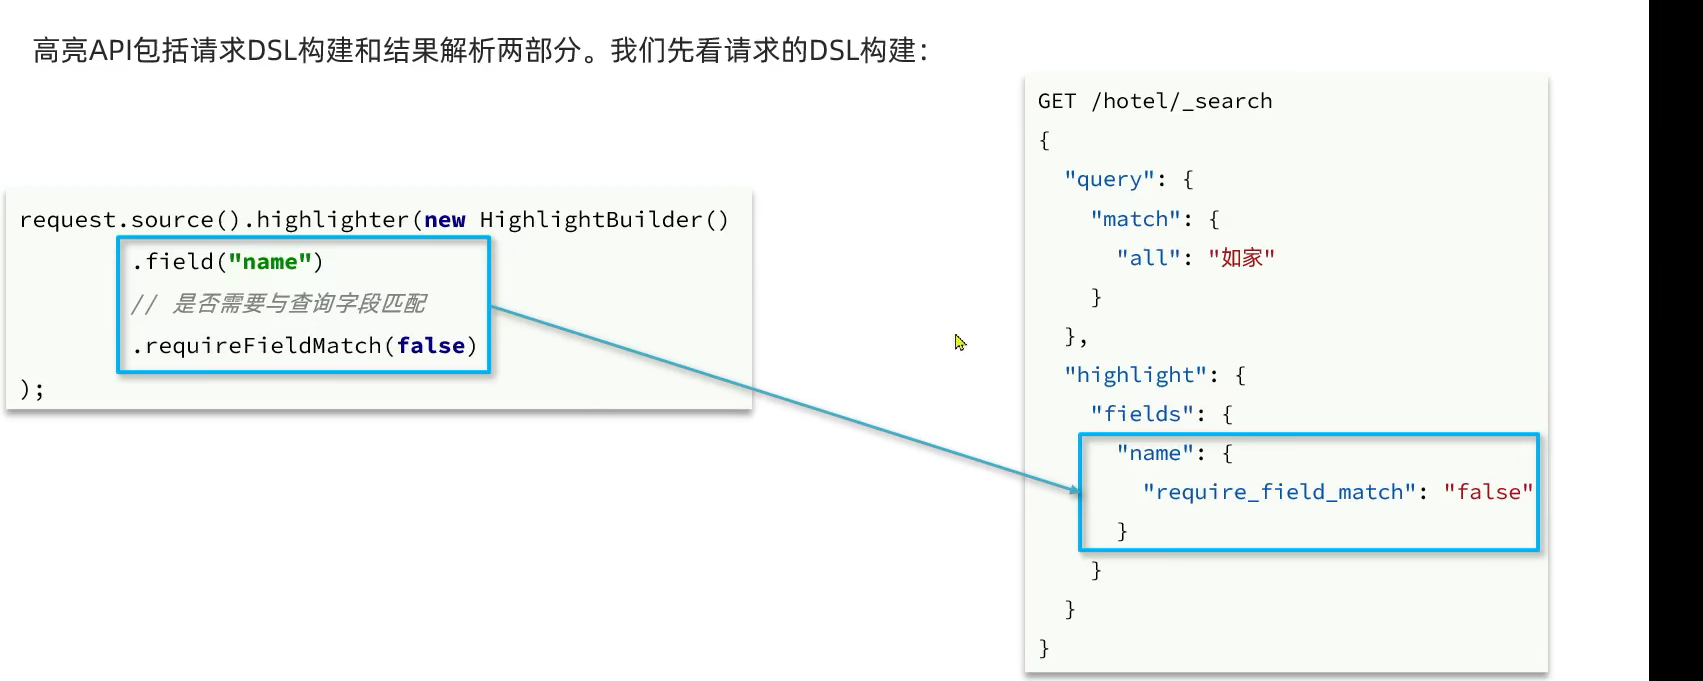 高亮API包括请求DSL构建和结果解析两部分。我们先看请求的DSL构建：
request.source().highlighter(new HighlightBuilder()
.field("name")
// 是否需要与查询字段匹配
.requireFieldMatch(false)
);
GET /hotel/_search
{
"query": {
"match": {
"all": "如家"
}
},
"highlight": {
"fields": {
"name": {
"require_field_match": "false"
}
}
}
}